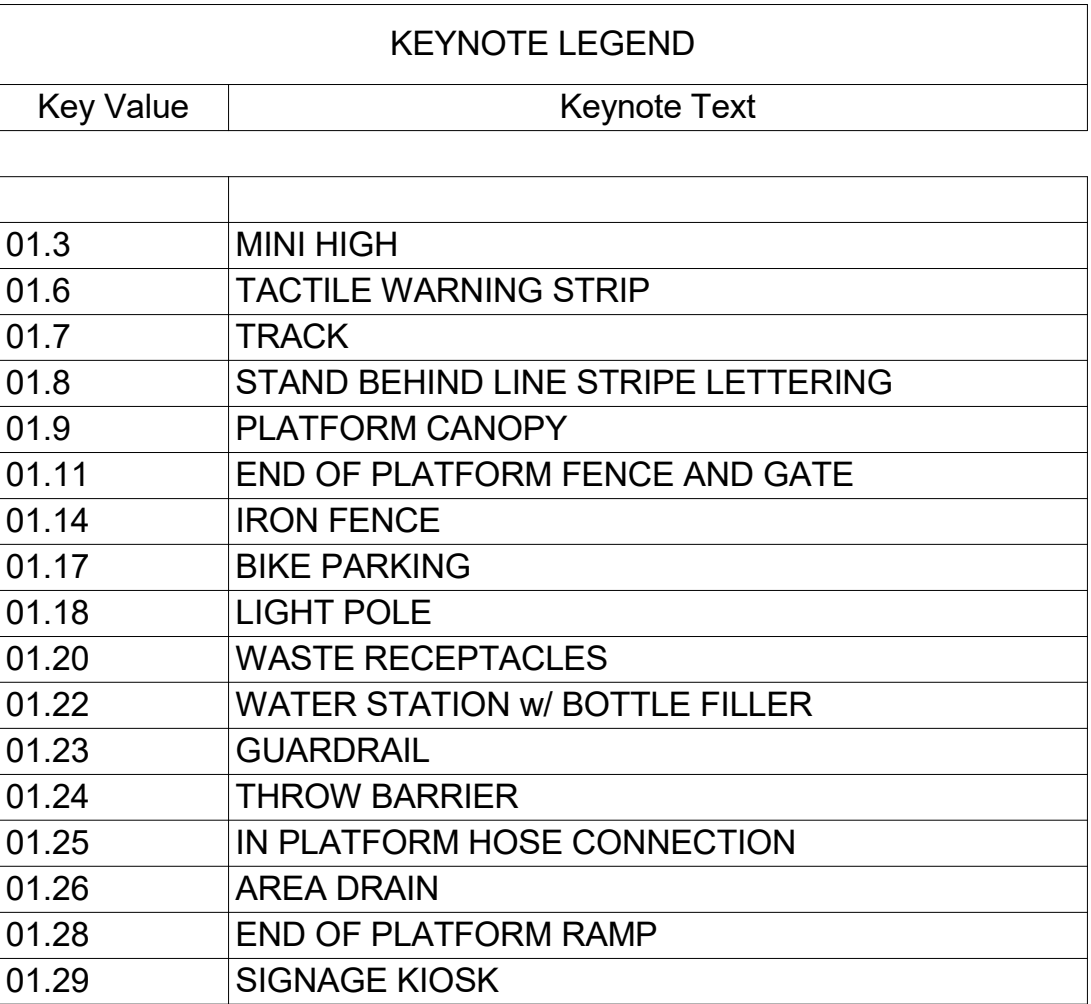 KEYNOTE LEGEND
Key Value Keynote Text
01.3 MINI HIGH
01.6 TACTILE WARNING STRIP
01.7 TRACK
01.8 STAND BEHIND LINE STRIPE LETTERING
01.9 PLATFORM CANOPY
01.11 END OF PLATFORM FENCE AND GATE
01.14 IRON FENCE
01.17 BIKE PARKING
01.18 LIGHT POLE
01.20 WASTE RECEPTACLES
01.22 WATER STATION w/ BOTTLE FILLER
01.23 GUARDRAIL
01.24 THROW BARRIER
01.25 IN PLATFORM HOSE CONNECTION
01.26 AREA DRAIN
01.28 END OF PLATFORM RAMP
01.29 SIGNAGE KIOSK